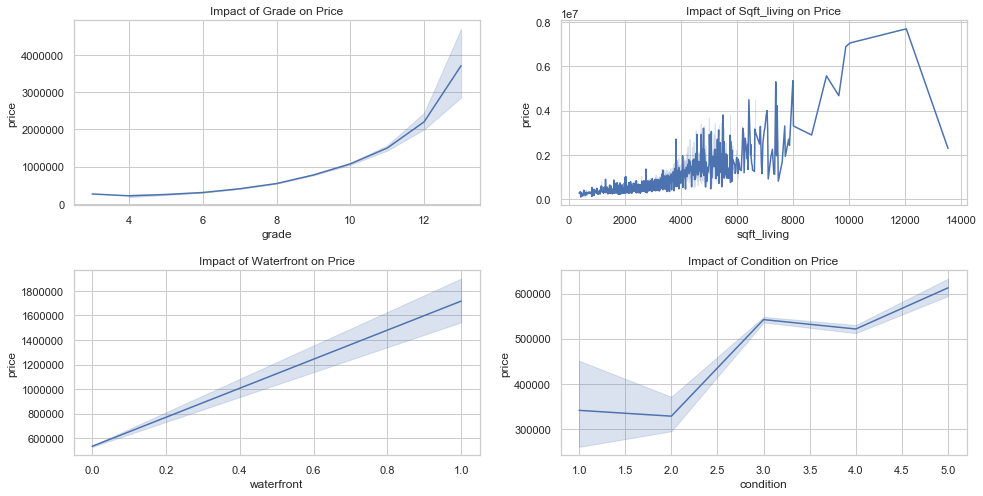 Impact of Grade on Price
4000000
3000000
2000000
1000000
0
price
4 6 8 10 12
grade
Impact of Sqft_living on Price
1e7
0.8
0.6
0.4
0.2
0.0
price
0 2000 4000 6000 8000 10000 12000 14000
sqft_living
Impact of Waterfront on Price
1800000
1600000
1400000
1200000
1000000
800000
600000
price
0.0 0.2 0.4 0.6 0.8 1.0
waterfront
Impact of Condition on Price
600000
500000
400000
300000
price
1.0 1.5 2.0 2.5 3.0 3.5 4.0 4.5 5.0
condition